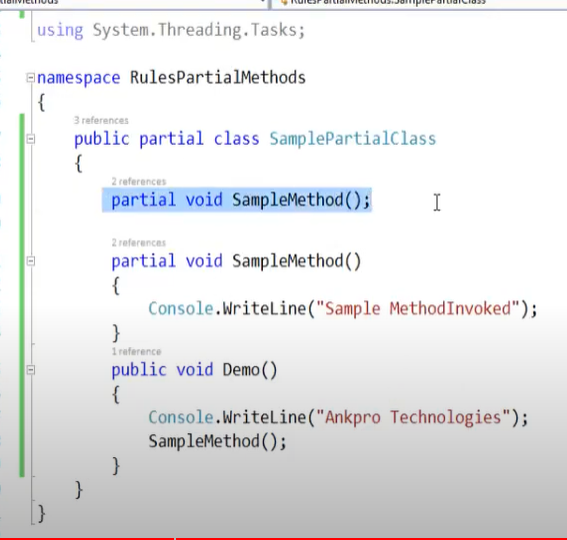 RulesPartialMethods.SamplePartialClass
using System.Threading.Tasks;
namespace RulesPartialMethods
{
3 references
public partial class SamplePartialClass
{
2 references
partial void SampleMethod();
2 references
partial void SampleMethod()
{
Console.WriteLine("Sample MethodInvoked");
}
1 reference
public void Demo()
{
Console.WriteLine("Ankpro Technologies");
SampleMethod();
}
}
}